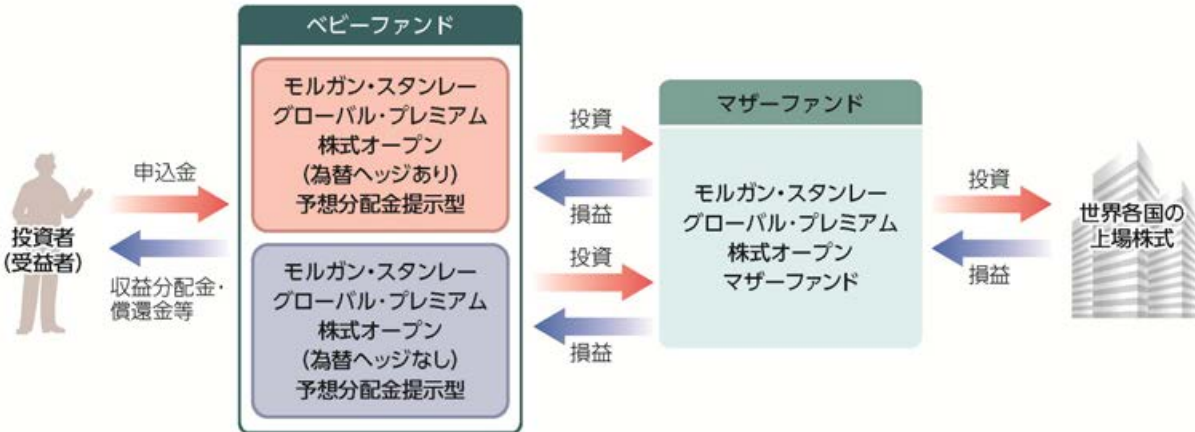 投資者
(受益者)
申込金
収益分配金・
償還金等
ベビーファンド
モルガン・スタンレー
グローバル・プレミアム
株式オープン
(為替ヘッジあり)
予想分配金提示型
モルガン・スタンレー
グローバル・プレミアム
株式オープン
(為替ヘッジなし)
予想分配金提示型
投資
損益
投資
損益
マザーファンド
モルガン・スタンレー
グローバル・プレミアム
株式オープン
マザーファンド
投資
損益
世界各国の
上場株式